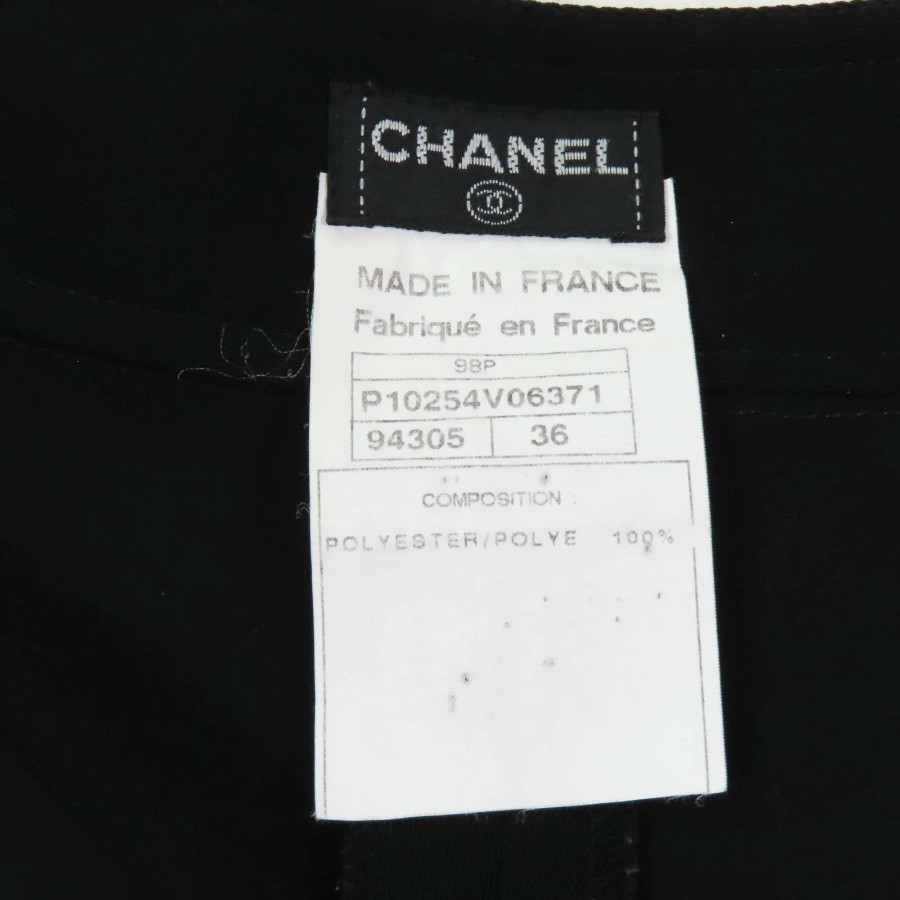 CHANEL
MADE IN FRANCE
Fabriqué en France
98P
P10254V06371
94305 36
COMPOSITION :
POLYESTER/POLYE 100%